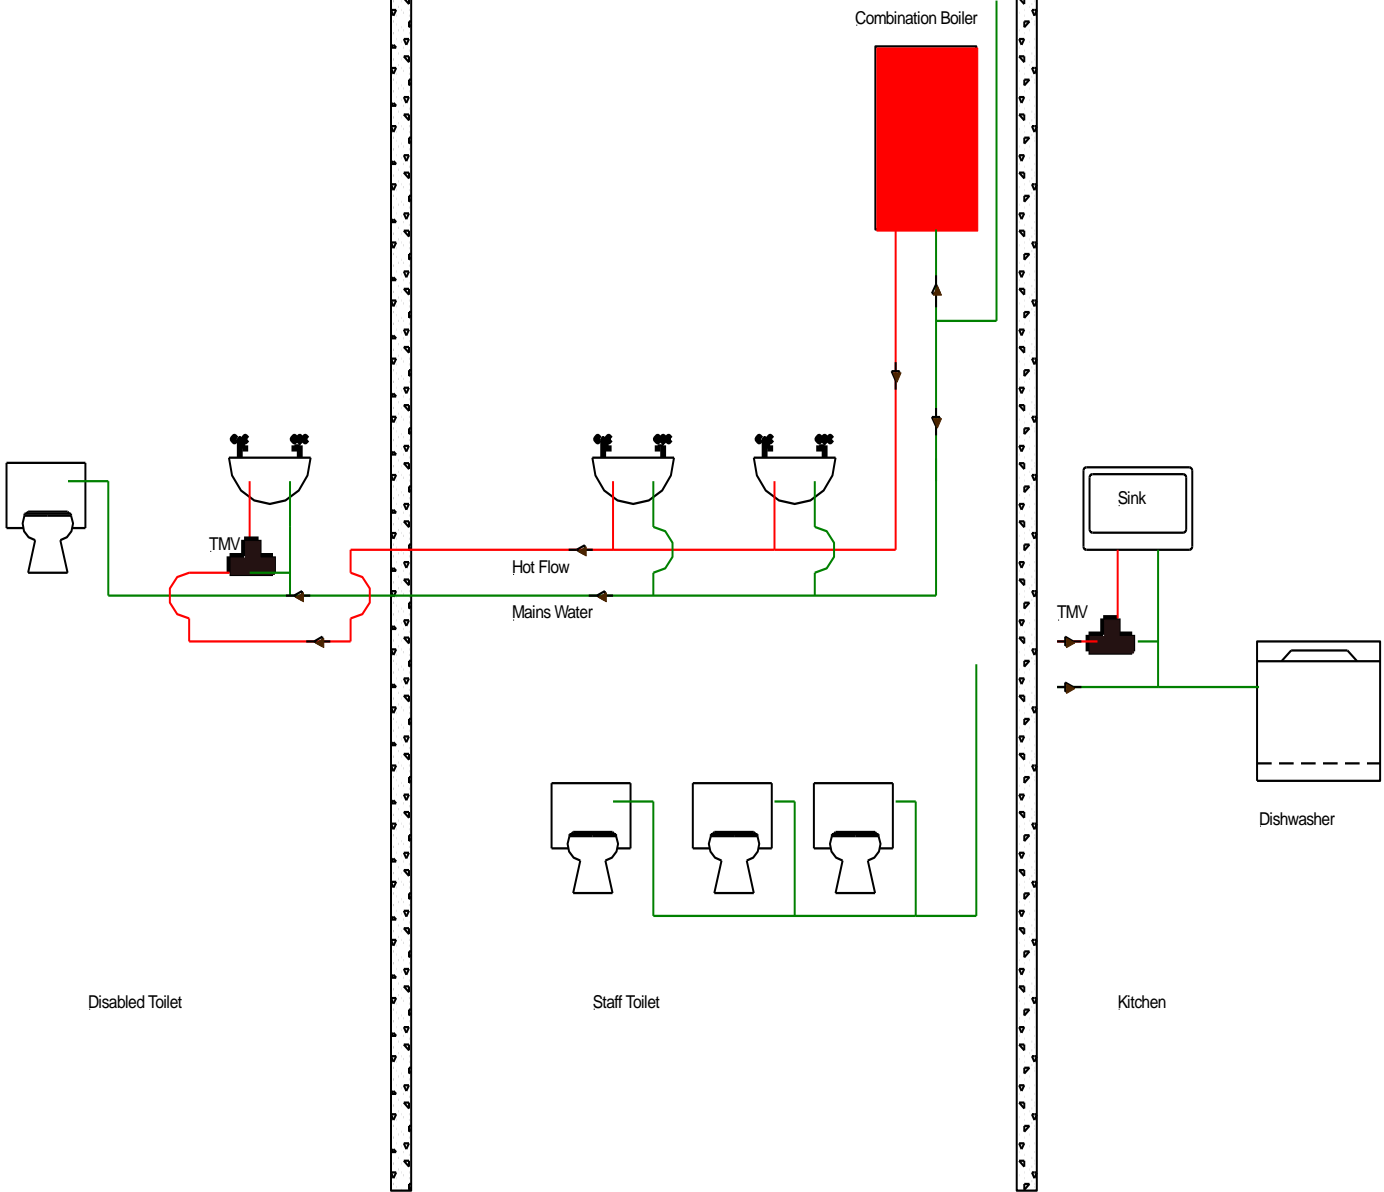 Combination Boiler
Sink
TMV
Hot Flow
Mains Water
TMV
Dishwasher
Disabled Toilet
Staff Toilet
Kitchen